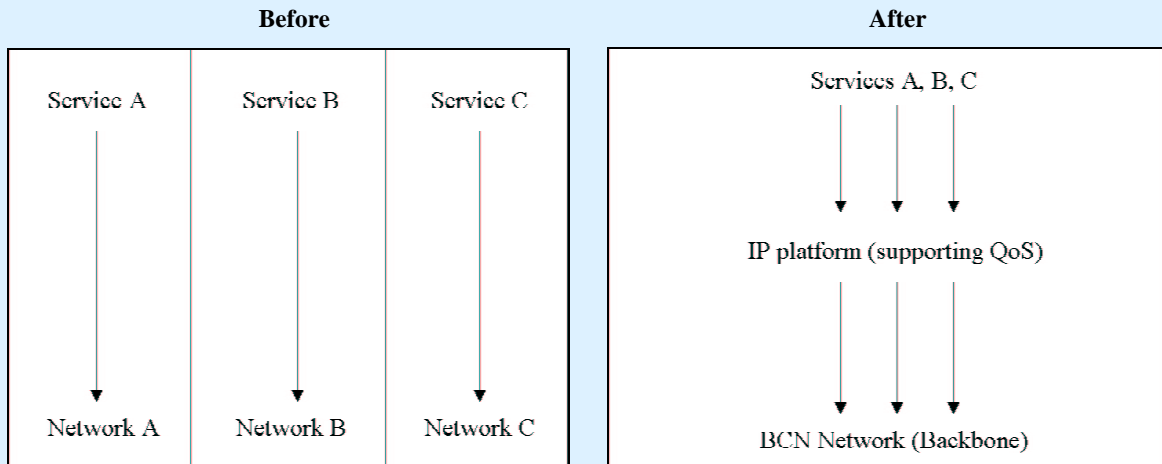 Before
After
Service A
Service B
Service C
Services A, B, C
IP platform (supporting QoS)
Network A
Network B
Network C
BCN Network (Backbone)